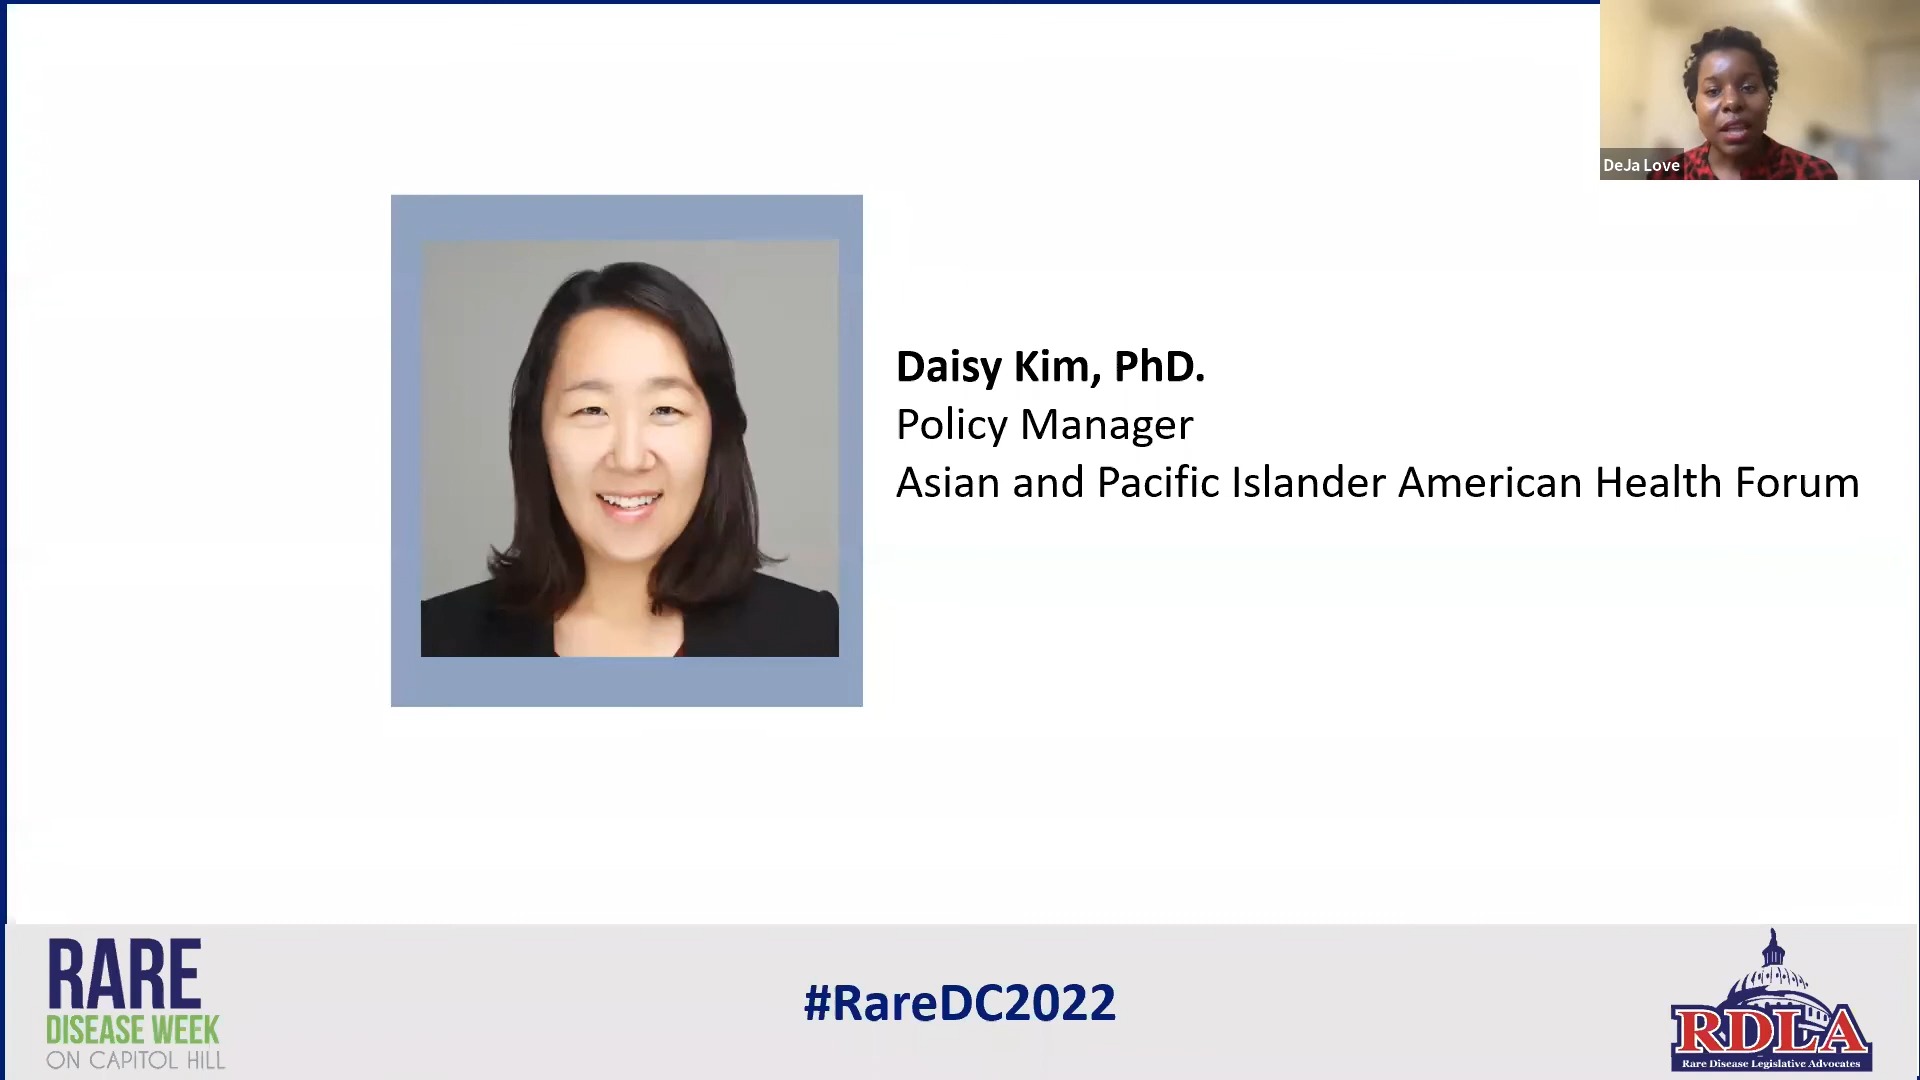 DeJa Love
Daisy Kim, PhD.
Policy Manager
Asian and Pacific Islander American Health Forum
RARE
DISEASE WEEK
ON CAPITOL HILL
#RareDC2022
RDLA
Rare Disease Legislative Advocates